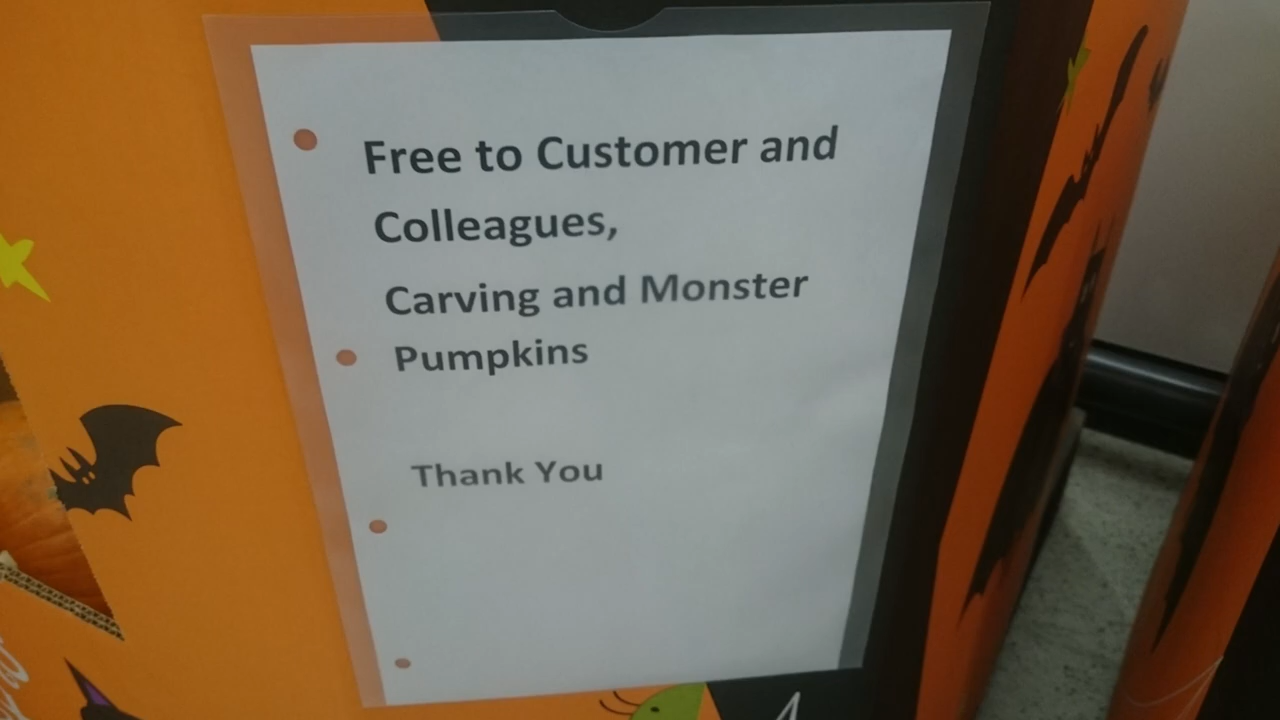 Free to Customer and
Colleagues,
Carving and Monster
Pumpkins
Thank You